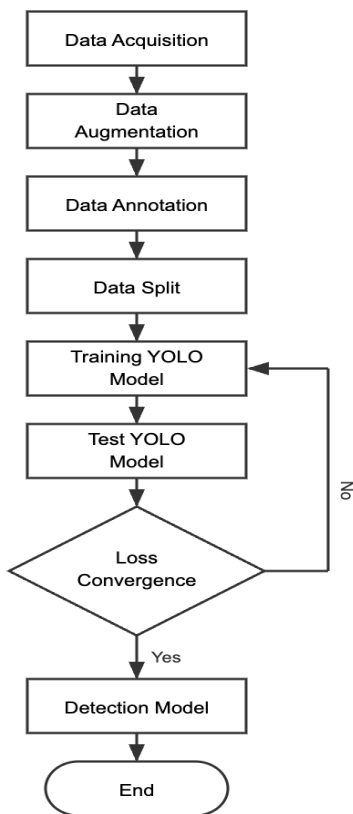 Data Acquisition
Data
Augmentation
Data Annotation
Data Split
Training YOLO
Model
Test YOLO
Model
Loss
Convergence
No
Yes
Detection Model
End